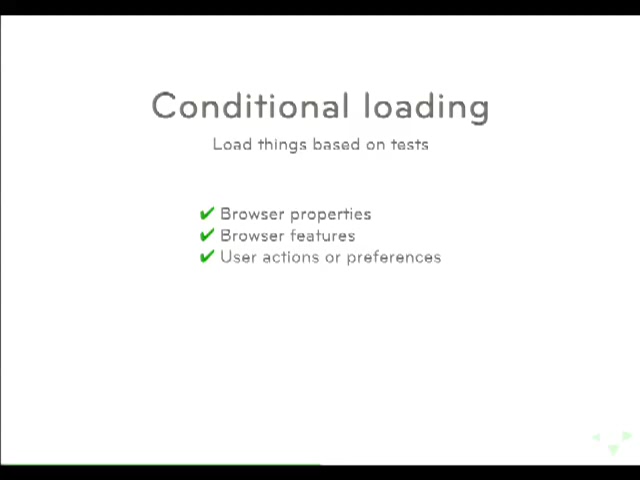 Conditional loading
Load things based on tests
✔ Browser properties
✔ Browser features
✔ User actions or preferences